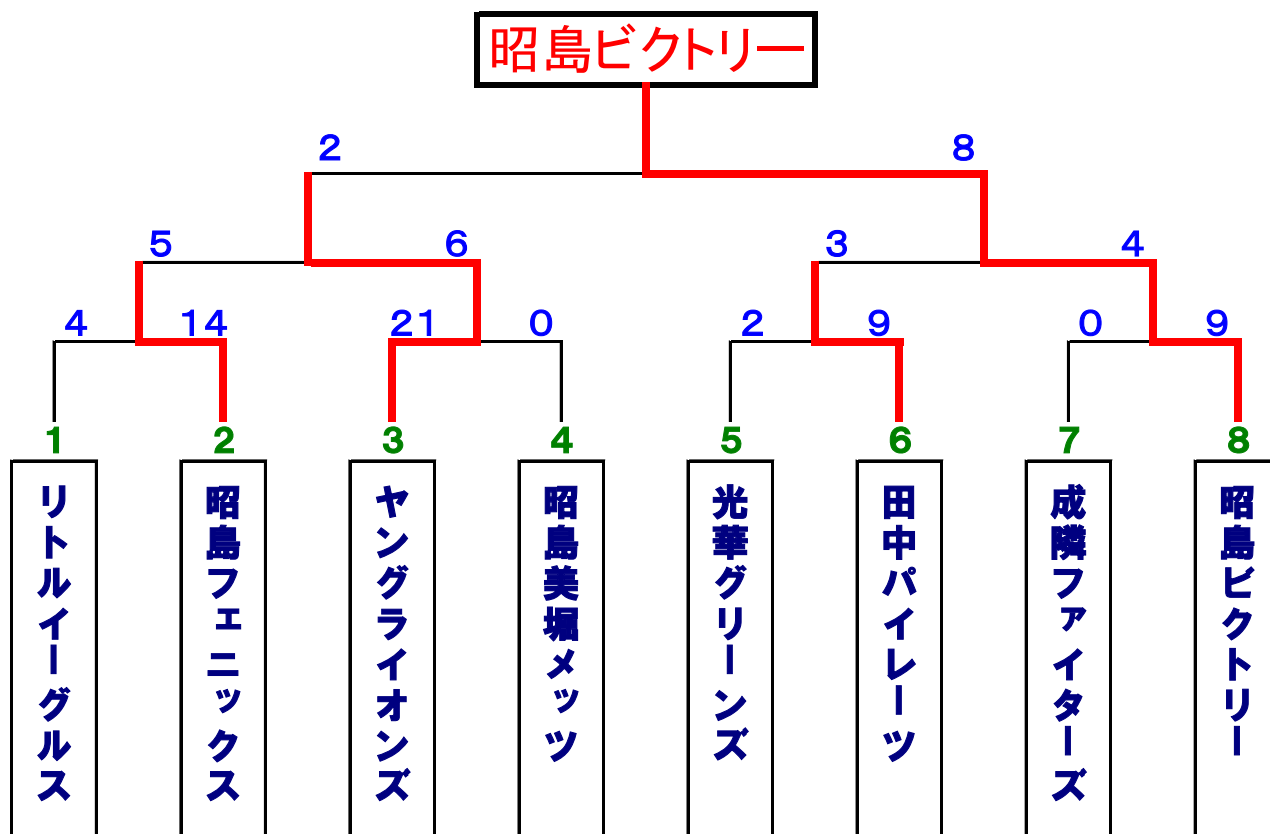 昭島ビクトリー
2
8
5
6
3
4
4
14
21
0
2
9
0
9
1
2
3
4
5
6
7
8
リトルイーグルス
昭島フェニックス
ヤングライオンズ
昭島美堀メッツ
光華グリーンズ
田中パイレーツ
成隣ファイターズ
昭島ビクトリー